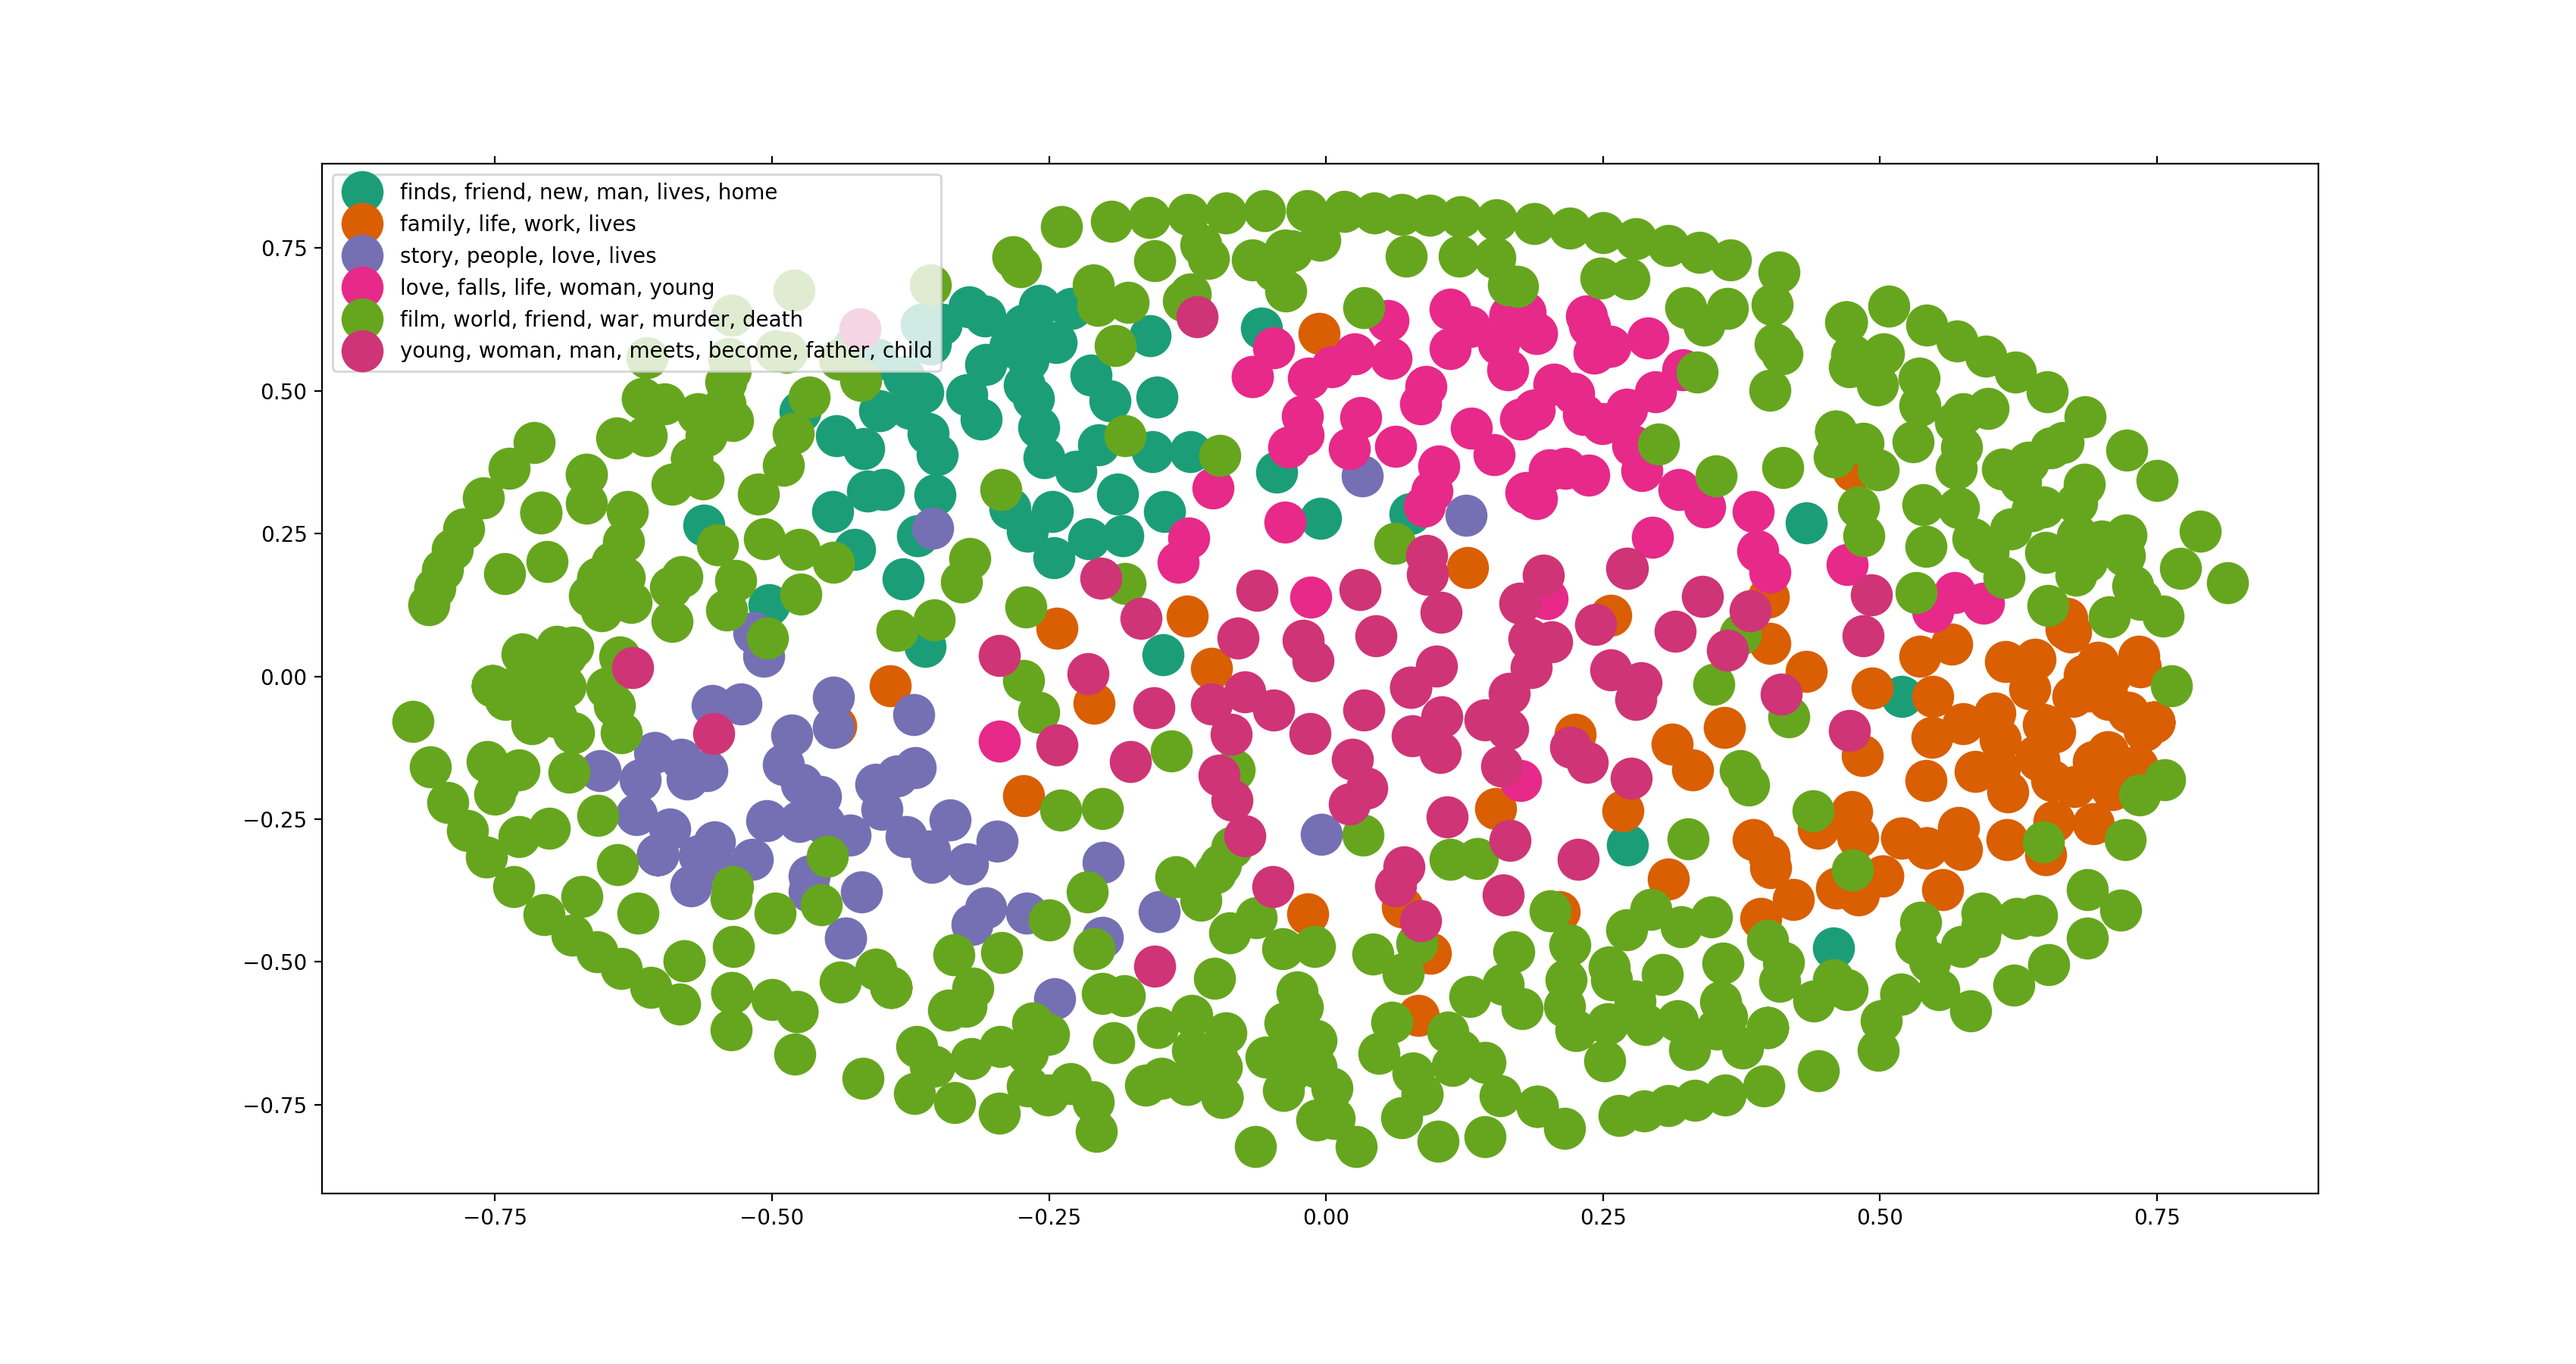 finds, friend, new, man, lives, home
family, life, work, lives
story, people, love, lives
love, falls, life, woman, young
film, world, friend, war, murder, death
young, woman, man, meets, become, father, child
0.75
0.50
0.25
0.00
−0.25
−0.50
−0.75
−0.75 −0.50 −0.25 0.00 0.25 0.50 0.75